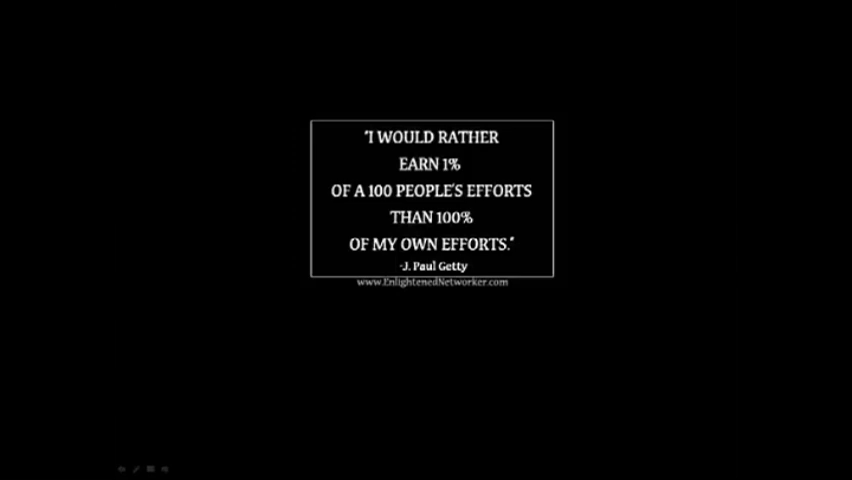 "I WOULD RATHER
EARN 1%
OF A 100 PEOPLE'S EFFORTS
THAN 100%
OF MY OWN EFFORTS."
-J. Paul Getty
www.EnlightenedNetworker.com